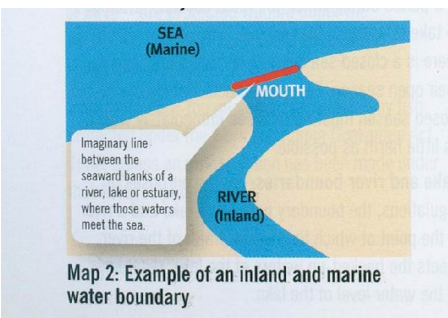 SEA
(Marine)
MOUTH
Imaginary line
between the
seaward banks of a
river, lake or estuary,
where those waters
meet the sea.
RIVER
(Inland)
Map 2: Example of an inland and marine
water boundary